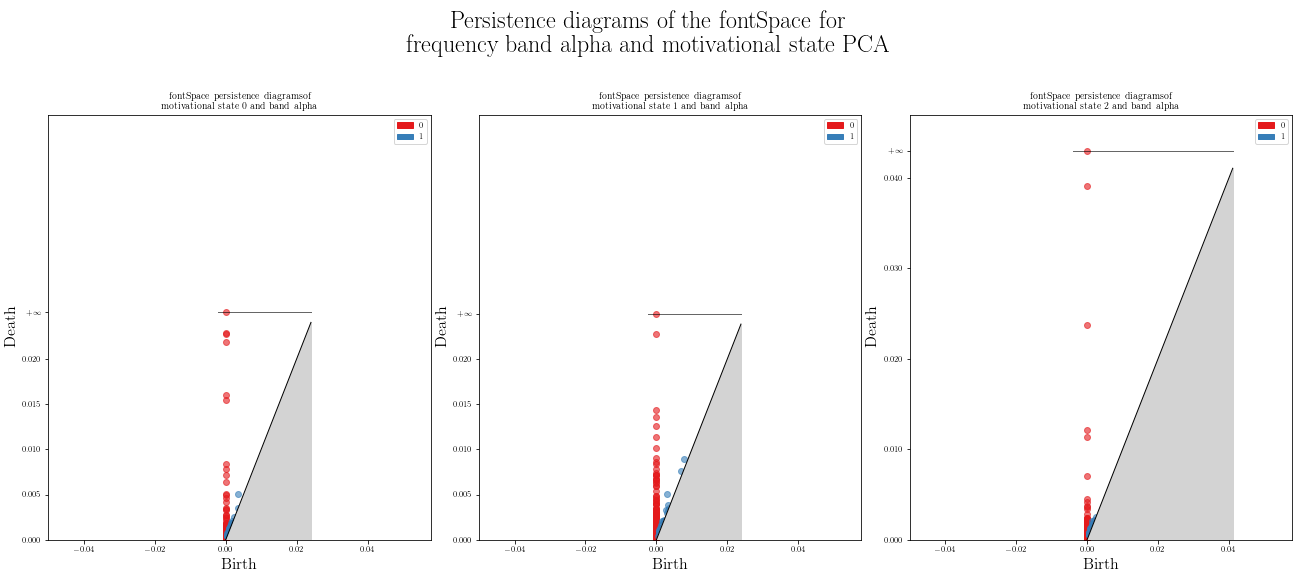 Persistence diagrams of the fontSpace for
frequency band alpha and motivational state PCA
fontSpace persistence diagramsof
motivational state 0 and band alpha
0
1
+∞
0.020
0.015
0.010
0.005
0.000
Death
−0.04
−0.02
0.00
0.02
0.04
Birth
fontSpace persistence diagramsof
motivational state 1 and band alpha
0
1
+∞
0.020
0.015
0.010
0.005
0.000
Death
−0.04
−0.02
0.00
0.02
0.04
Birth
fontSpace persistence diagramsof
motivational state 2 and band alpha
0
1
+∞
0.040
0.030
0.020
0.010
0.000
Death
−0.04
−0.02
0.00
0.02
0.04
Birth